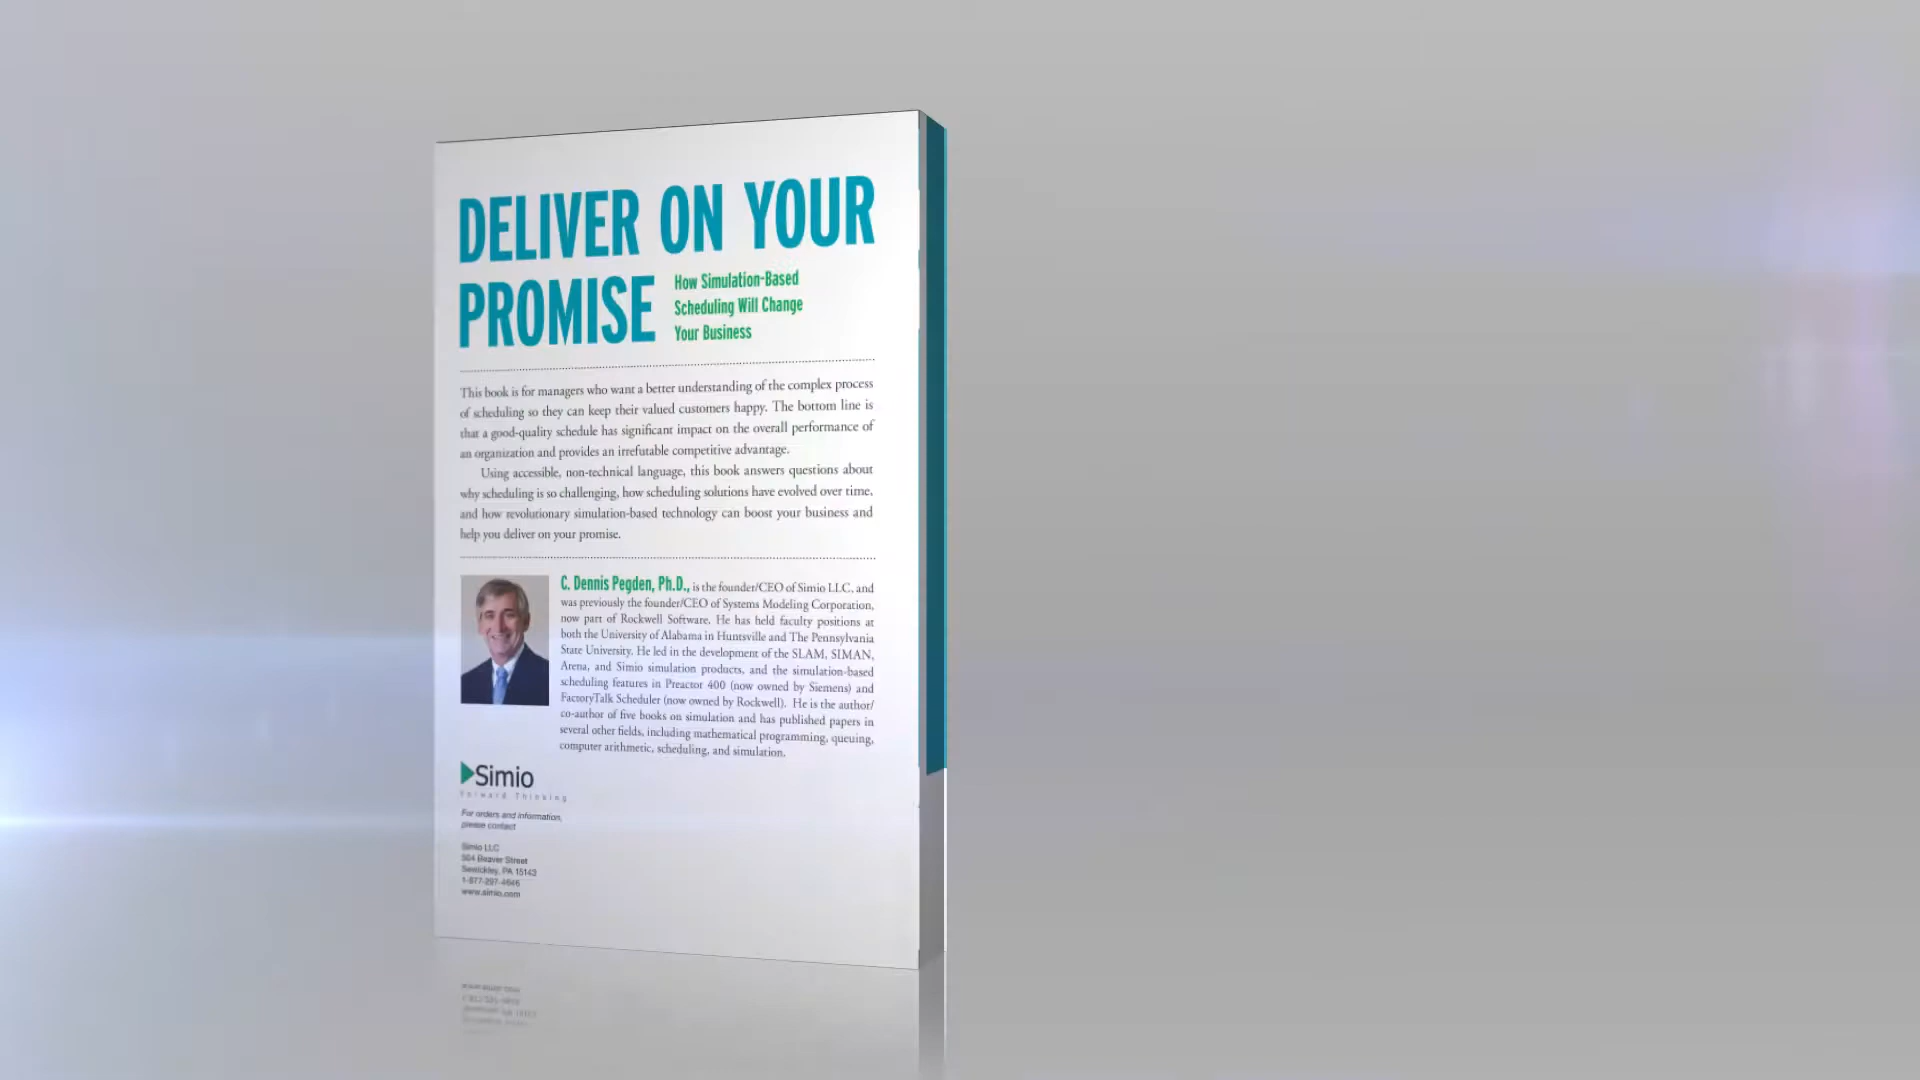 DELIVER ON YOUR
PROMISE
How Simulation-Based
Scheduling Will Change
Your Business
This book is for managers who want a better understanding of the complex process
of scheduling so they can keep their valued customers happy. The bottom line is
that a good-quality schedule has significant impact on the overall performance of
an organization and provides an irrefutable competitive advantage.
Using accessible, non-technical language, this book answers questions about
why scheduling is so challenging, how scheduling solutions have evolved over time,
and how revolutionary simulation-based technology can boost your business and
help you deliver on your promise.
C. Dennis Pegden, Ph.D., is the founder/CEO of Simio LLC, and
was previously the founder/CEO of Systems Modeling Corporation,
now part of Rockwell Software. He has held faculty positions at
both the University of Alabama in Huntsville and The Pennsylvania
State University. He led in the development of the SLAM, SIMAN,
Arena, and Simio simulation products, and the simulation-based
scheduling features in Preactor 400 (now owned by Siemens) and
FactoryTalk Scheduler (now owned by Rockwell). He is the author/
co-author of five books on simulation and has published papers in
several other fields, including mathematical programming, queuing,
computer arithmetic, scheduling, and simulation.
Simio
Forward Thinking
For orders and information,
please contact
Simio LLC
504 Beaver Street
Sewickley, PA 15143
1-877-297-4646
www.simio.com